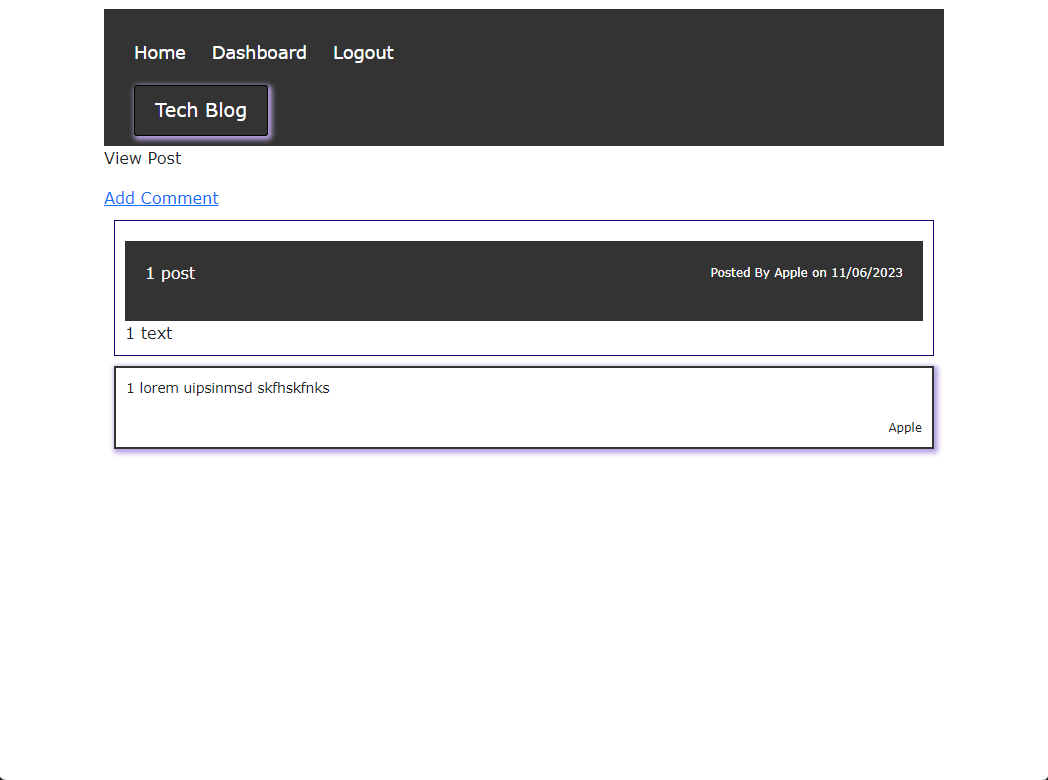 Home Dashboard Logout
Tech Blog
View Post
Add Comment
1 post Posted By Apple on 11/06/2023
1 text
1 lorem uipsinmsd skfhskfnks
Apple